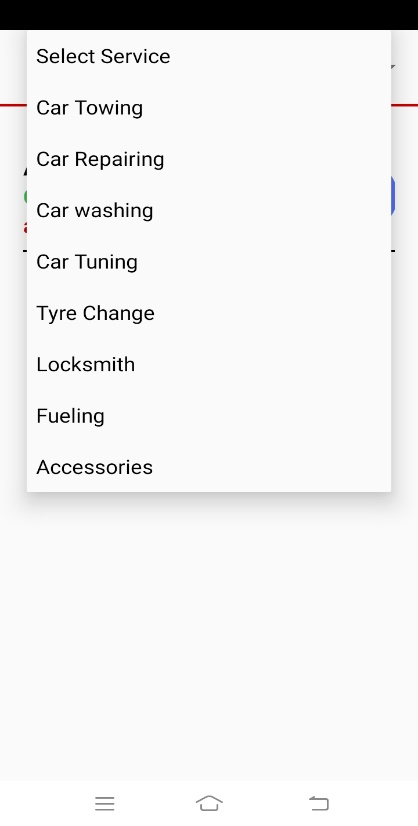 Select Service
Car Towing
Car Repairing
Car washing
Car Tuning
Tyre Change
Locksmith
Fueling
Accessories